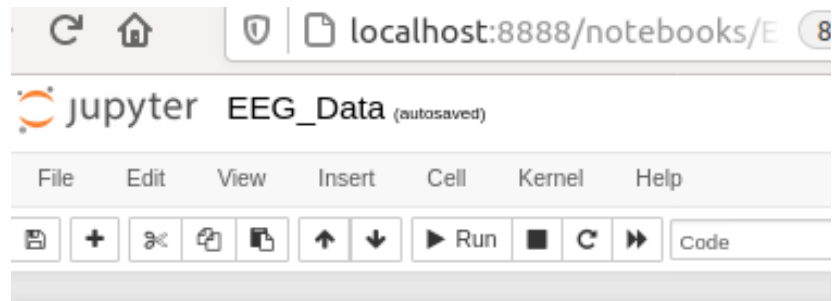 localhost:8888/notebooks/E 8
jupyter EEG_Data (autosaved)
File Edit View Insert Cell Kernel Help
Run Code